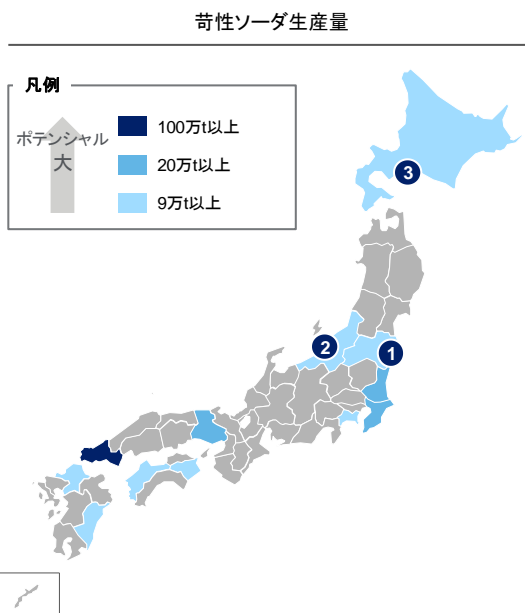 苛性ソーダ生産量
凡例
ポテンシャル
大
100万t以上
20万t以上
9万t以上
3
2
1